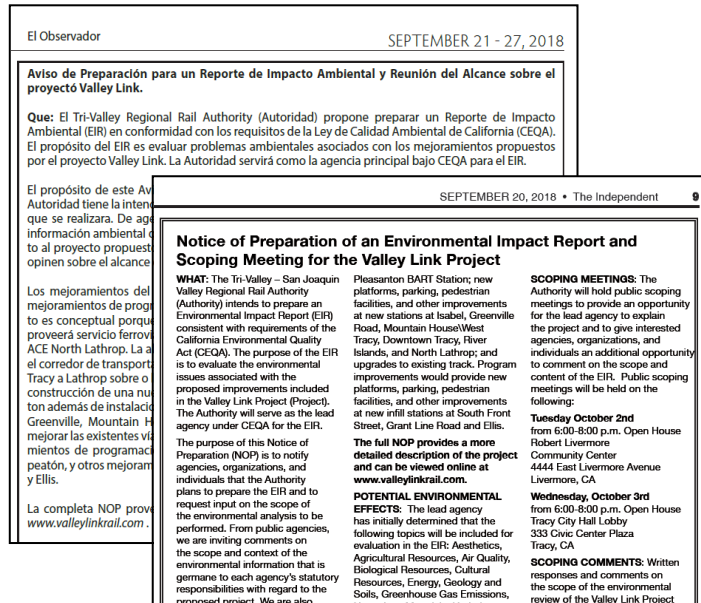 El Observador
SEPTEMBER 21 - 27, 2018
Aviso de Preparación para un Reporte de Impacto Ambiental y Reunión del Alcance sobre el
proyectó Valley Link.
Que: El Tri-Valley Regional Rail Authority (Autoridad) propone preparar un Reporte de Impacto
Ambiental (EIR) en conformidad con los requisitos de la Ley de Calidad Ambiental de California (CEQA).
El propósito del EIR es evaluar problemas ambientales asociados con los mejoramientos propuestos
por el proyecto Valley Link. La Autoridad servirá como la agencia principal bajo CEQA para el EIR.
El propósito de este Av
Autoridad tiene la intenc
que se realizara. De age
información ambiental
to al proyecto propuest
opinen sobre el alcance
Los mejoramientos del
mejoramientos de progr
to es conceptual porque
proveerá servicio ferrovi
ACE North Lathrop. La a
el corredor de transport
Tracy a Lathrop sobre o
construcción de una nu
ton además de instalaci
Greenville, Mountain H
mejorar las existentes ví
mientos de programaci
peatón, y otros mejoram
y Ellis.
La completa NOP prove
www.valleylinkrail.com .
SEPTEMBER 20, 2018 • The Independent 9
Notice of Preparation of an Environmental Impact Report and
Scoping Meeting for the Valley Link Project
WHAT: The Tri-Valley – San Joaquin
Valley Regional Rail Authority
(Authority) intends to prepare an
Environmental Impact Report (EIR)
consistent with requirements of the
California Environmental Quality
Act (CEQA). The purpose of the EIR
is to evaluate the environmental
issues associated with the
proposed improvements included
in the Valley Link Project (Project).
The Authority will serve as the lead
agency under CEQA for the EIR.
The purpose of this Notice of
Preparation (NOP) is to notify
agencies, organizations, and
individuals that the Authority
plans to prepare the EIR and to
request input on the scope of
the environmental analysis to be
performed. From public agencies,
we are inviting comments on
the scope and context of the
environmental information that is
germane to each agency's statutory
responsibilities with regard to the
proposed project. We are also
Pleasanton BART Station; new
platforms, parking, pedestrian
facilities, and other improvements
at new stations at Isabel, Greenville
Road, Mountain House\West
Tracy, Downtown Tracy, River
Islands, and North Lathrop; and
upgrades to existing track. Program
improvements would provide new
platforms, parking, pedestrian
facilities, and other improvements
at new infill stations at South Front
Street, Grant Line Road and Ellis.
The full NOP provides a more
detailed description of the project
and can be viewed online at
www.valleylinkrail.com.
POTENTIAL ENVIRONMENTAL
EFFECTS: The lead agency
has initially determined that the
following topics will be included for
evaluation in the EIR: Aesthetics,
Agricultural Resources, Air Quality,
Biological Resources, Cultural
Resources, Energy, Geology and
Soils, Greenhouse Gas Emissions,
SCOPING MEETINGS: The
Authority will hold public scoping
meetings to provide an opportunity
for the lead agency to explain
the project and to give interested
agencies, organizations, and
individuals an additional opportunity
to comment on the scope and
content of the EIR. Public scoping
meetings will be held on the
following:
Tuesday October 2nd
from 6:00-8:00 p.m. Open House
Robert Livermore
Community Center
4444 East Livermore Avenue
Livermore, CA
Wednesday, October 3rd
from 6:00-8:00 p.m. Open House
Tracy City Hall Lobby
333 Civic Center Plaza
Tracy, CA
SCOPING COMMENTS: Written
responses and comments on
the scope of the environmental
review of the Valley Link Project